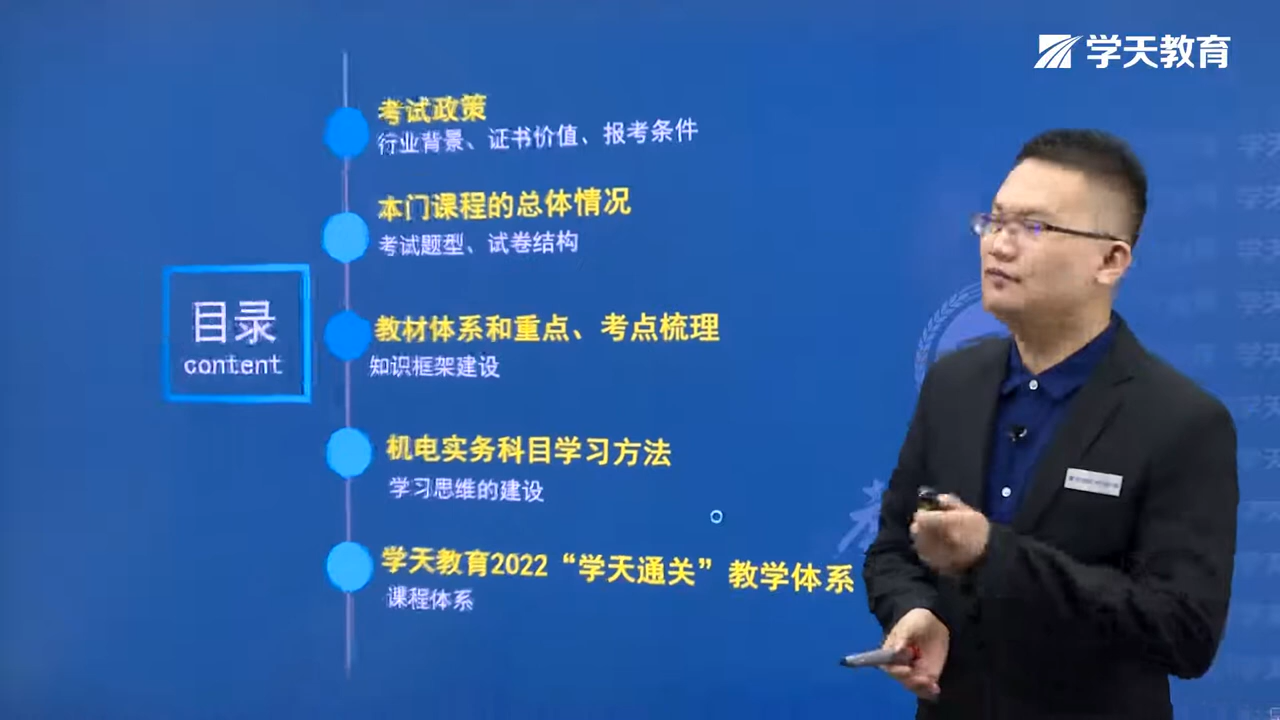 学天教育
考试政策
行业背景、证书价值、报考条件
本门课程的总体情况
考试题型、试卷结构
目录
content
教材体系和重点、考点梳理
知识框架建设
机电实务科目学习方法
学习思维的建设
学天教育2022“学天通关”教学体系
课程体系